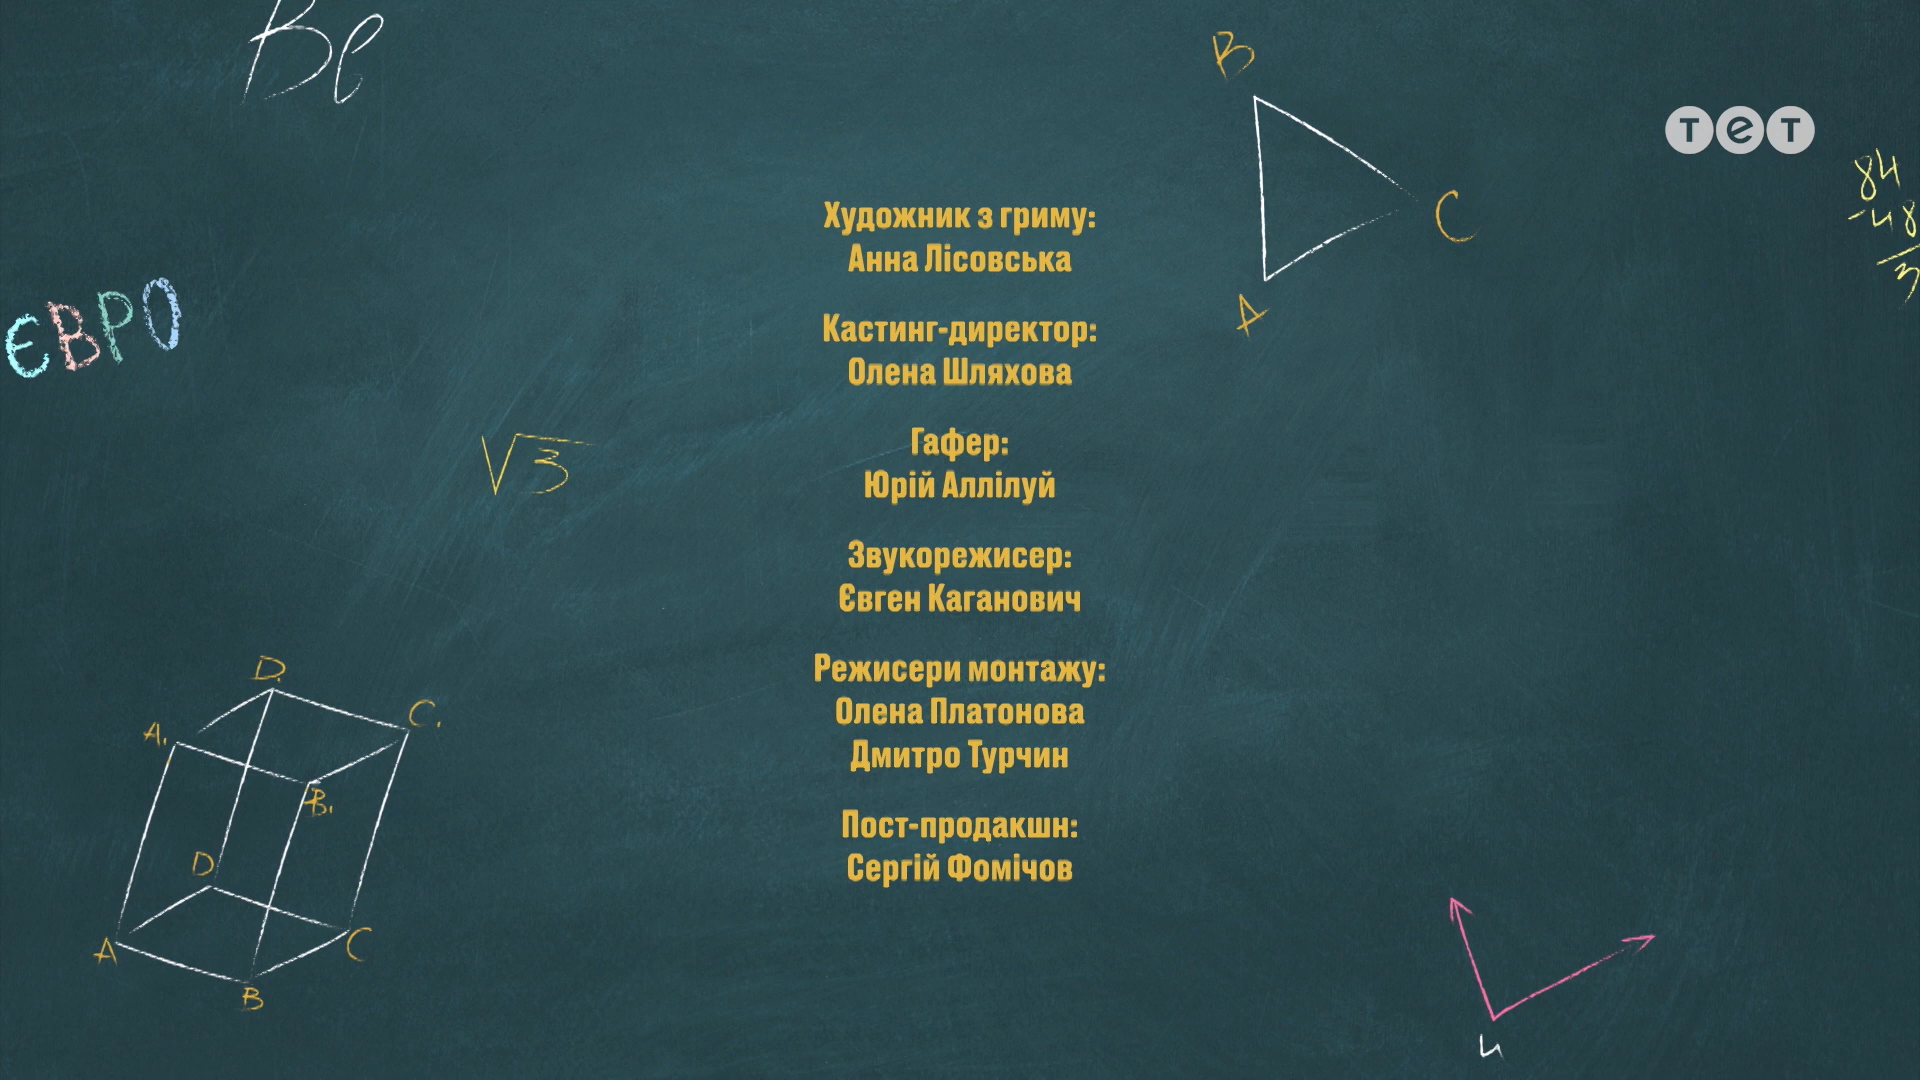 Ве
В
С
А
тет
84
-48
3
ЄВРО
√3
Художник з гриму:
Анна Лісовська
Кастинг-директор:
Олена Шляхова
Гафер:
Юрій Аллілуй
Звукорежисер:
Євген Каганович
Режисери монтажу:
Олена Платонова
Дмитро Турчин
Пост-продакшн:
Сергій Фомічов
D₁
A₁
C₁
B₁
D
A
C
B